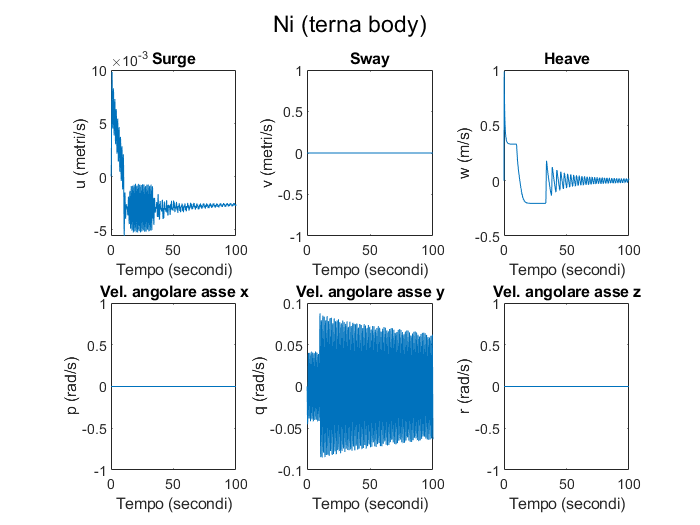 Ni (terna body)
×10⁻³ Surge
10
5
0
-5
u (metri/s)
0 50 100
Tempo (secondi)
Sway
1
0.5
0
-0.5
-1
v (metri/s)
0 50 100
Tempo (secondi)
Heave
1
0.5
0
-0.5
w (m/s)
0 50 100
Tempo (secondi)
Vel. angolare asse x
1
0.5
0
-0.5
-1
p (rad/s)
0 50 100
Tempo (secondi)
Vel. angolare asse y
0.1
0.05
0
-0.05
-0.1
q (rad/s)
0 50 100
Tempo (secondi)
Vel. angolare asse z
1
0.5
0
-0.5
-1
r (rad/s)
0 50 100
Tempo (secondi)